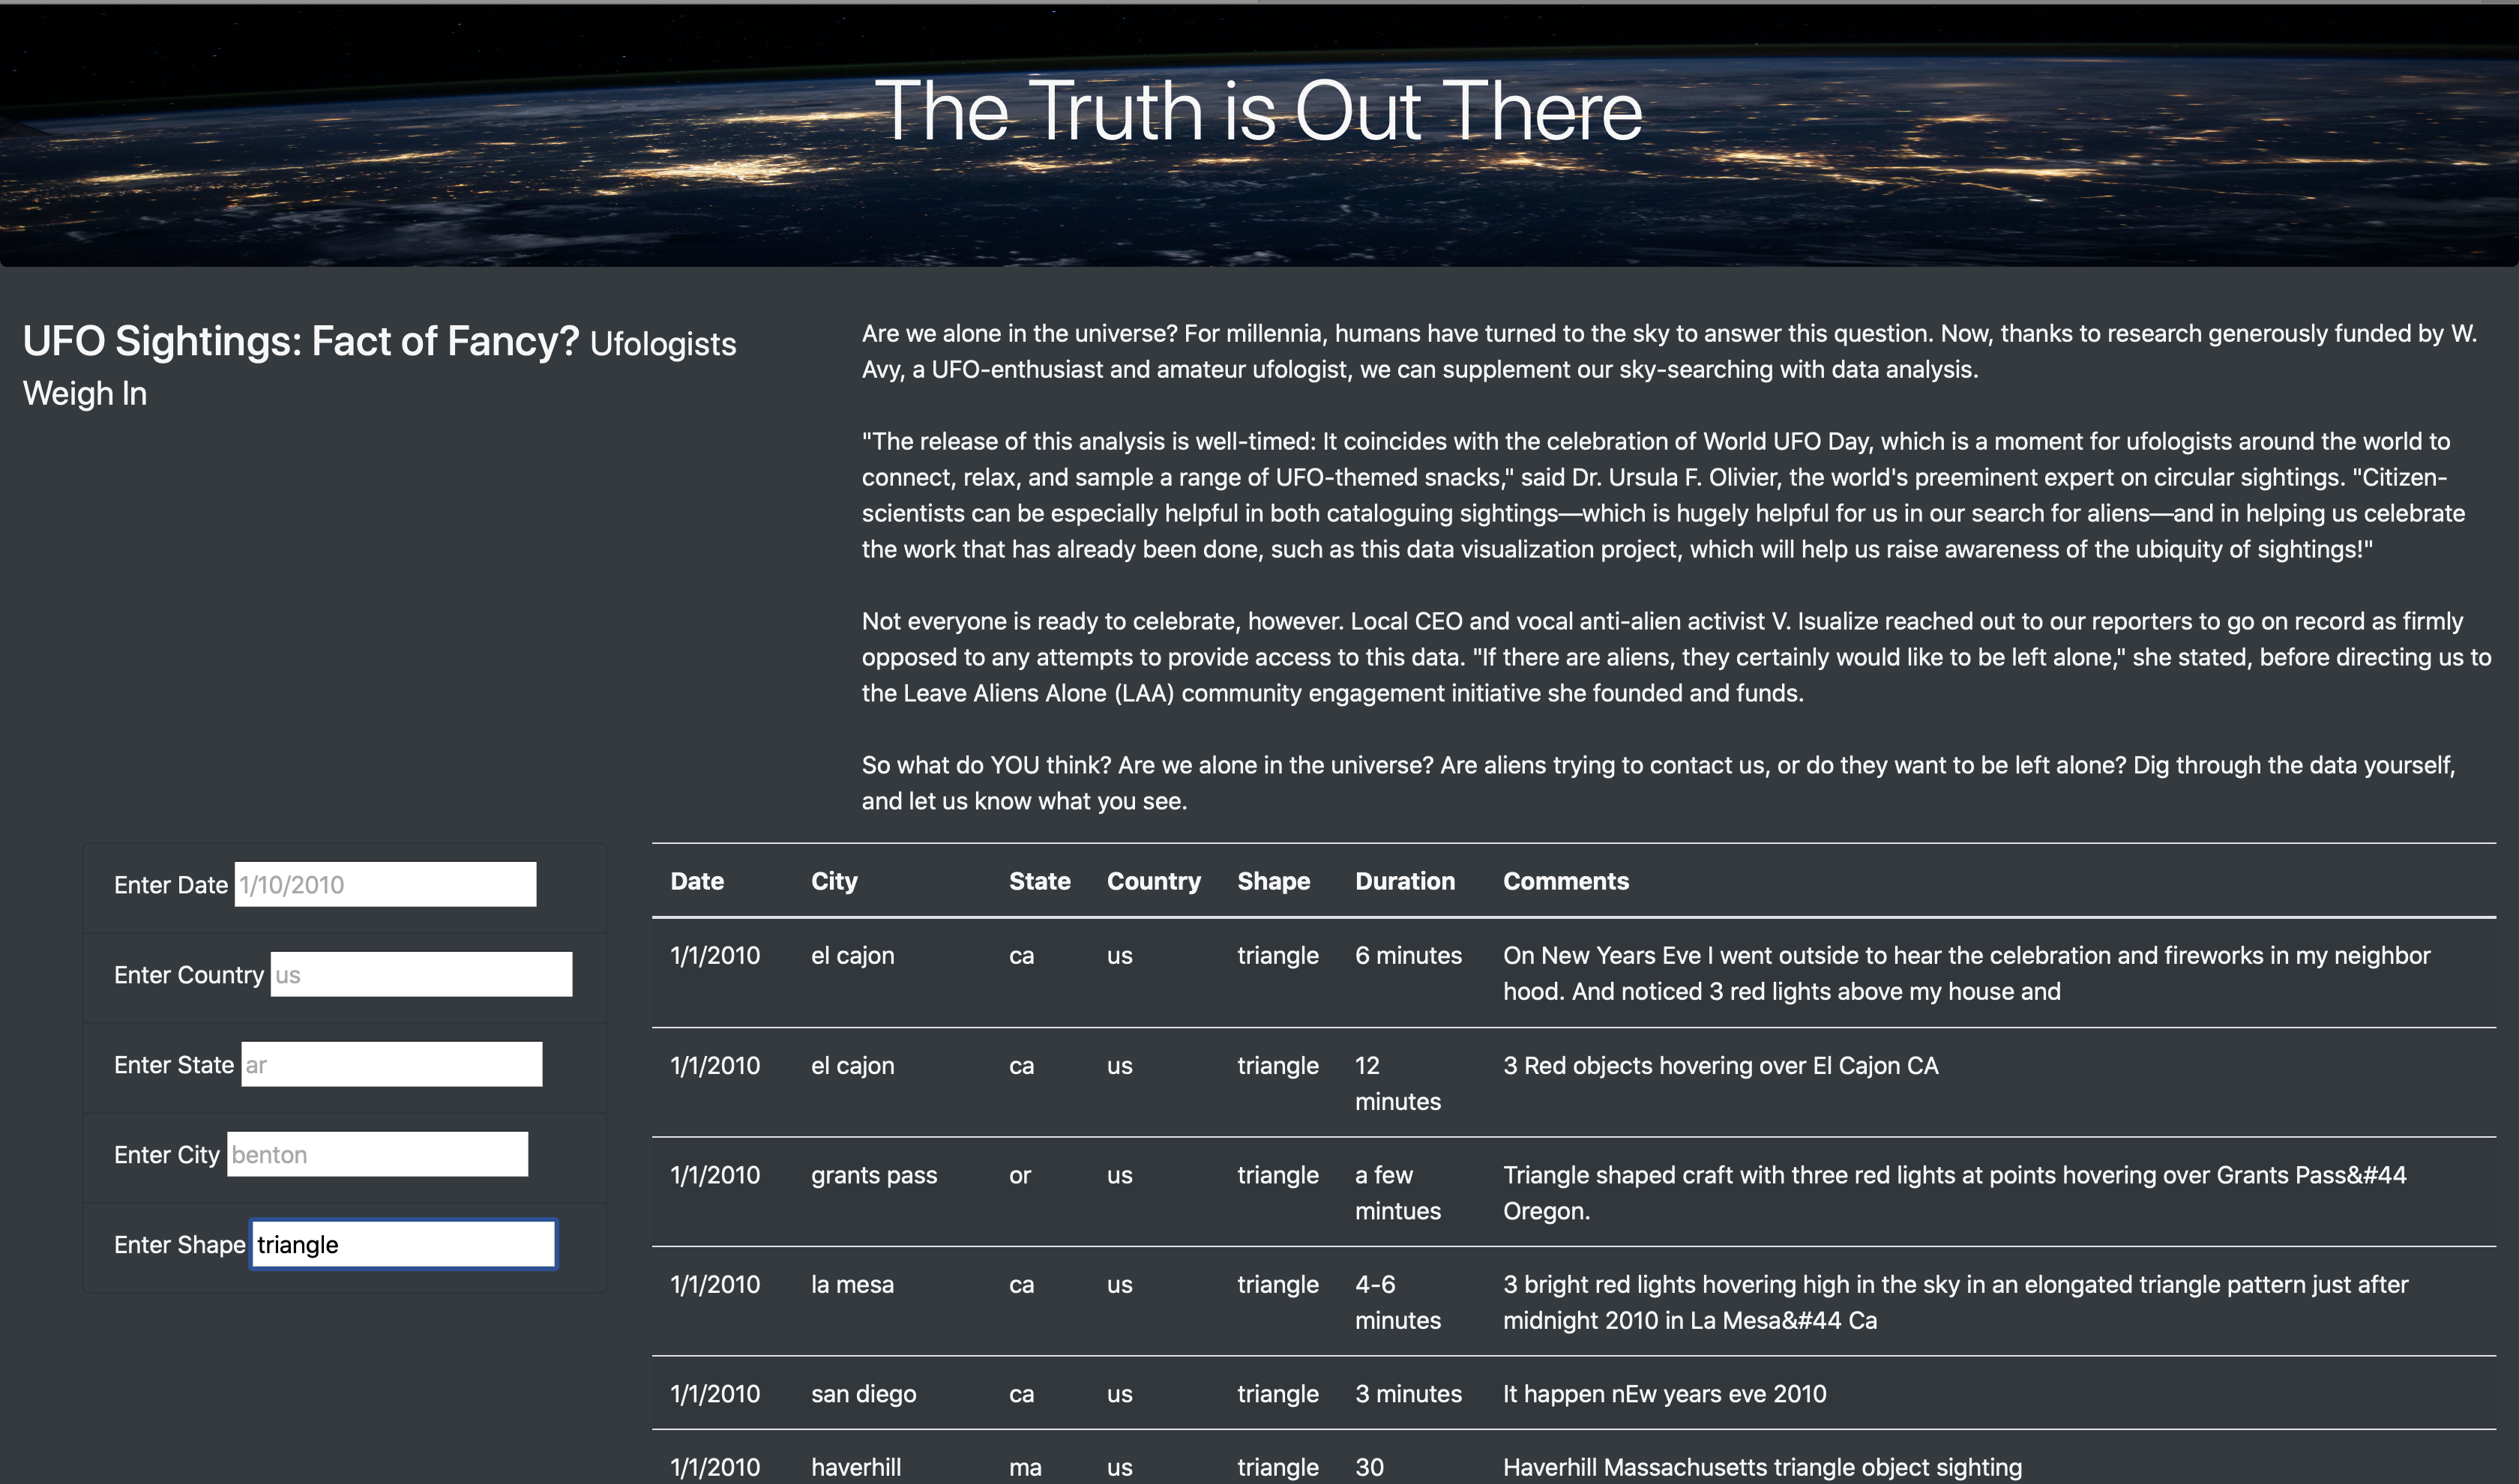 The Truth is Out There
UFO Sightings: Fact of Fancy? Ufologists
Weigh In
Are we alone in the universe? For millennia, humans have turned to the sky to answer this question. Now, thanks to research generously funded by W.
Avy, a UFO-enthusiast and amateur ufologist, we can supplement our sky-searching with data analysis.
"The release of this analysis is well-timed: It coincides with the celebration of World UFO Day, which is a moment for ufologists around the world to
connect, relax, and sample a range of UFO-themed snacks," said Dr. Ursula F. Olivier, the world's preeminent expert on circular sightings. "Citizen-
scientists can be especially helpful in both cataloguing sightings—which is hugely helpful for us in our search for aliens—and in helping us celebrate
the work that has already been done, such as this data visualization project, which will help us raise awareness of the ubiquity of sightings!"
Not everyone is ready to celebrate, however. Local CEO and vocal anti-alien activist V. Isualize reached out to our reporters to go on record as firmly
opposed to any attempts to provide access to this data. "If there are aliens, they certainly would like to be left alone," she stated, before directing us to
the Leave Aliens Alone (LAA) community engagement initiative she founded and funds.
So what do YOU think? Are we alone in the universe? Are aliens trying to contact us, or do they want to be left alone? Dig through the data yourself,
and let us know what you see.
Enter Date 1/10/2010
Enter Country us
Enter State ar
Enter City benton
Enter Shape triangle
Date City State Country Shape Duration Comments
1/1/2010 el cajon ca us triangle 6 minutes On New Years Eve I went outside to hear the celebration and fireworks in my neighbor
hood. And noticed 3 red lights above my house and
1/1/2010 el cajon ca us triangle 12 3 Red objects hovering over El Cajon CA
minutes
1/1/2010 grants pass or us triangle a few Triangle shaped craft with three red lights at points hovering over Grants Pass&#44
mintues Oregon.
1/1/2010 la mesa ca us triangle 4-6 3 bright red lights hovering high in the sky in an elongated triangle pattern just after
minutes midnight 2010 in La Mesa&#44 Ca
1/1/2010 san diego ca us triangle 3 minutes It happen nEw years eve 2010
1/1/2010 haverhill ma us triangle 30 Haverhill Massachusetts triangle object sighting